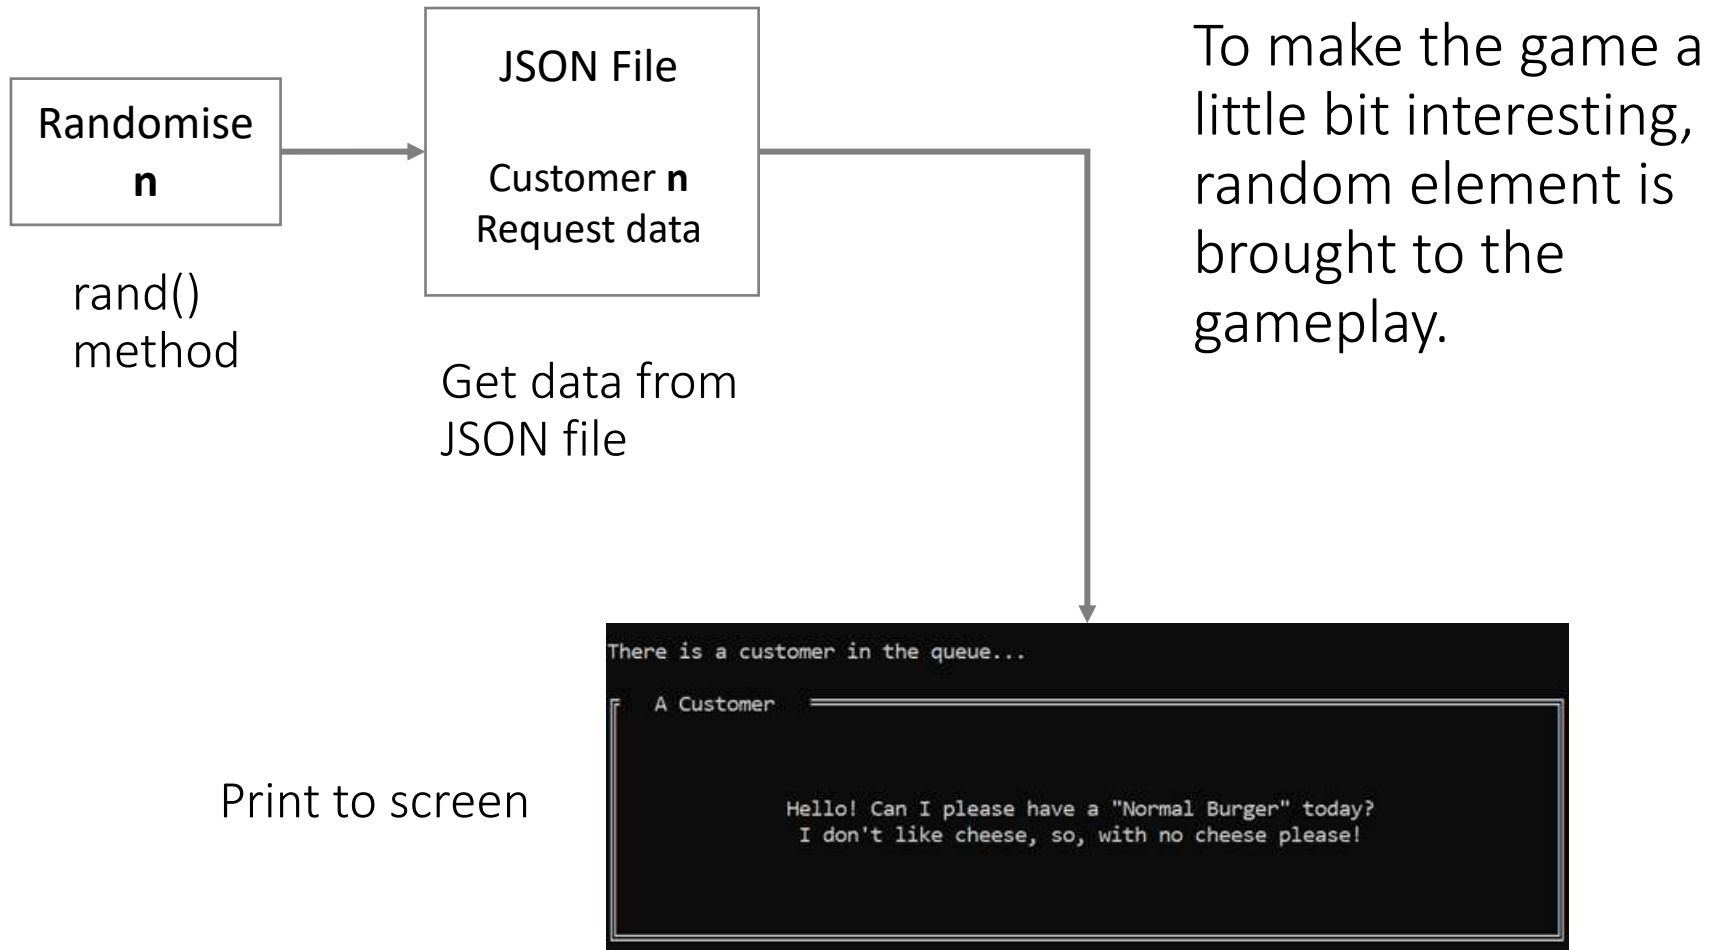 Randomise
n
rand()
method
JSON File
Customer n
Request data
Get data from
JSON file
To make the game a
little bit interesting,
random element is
brought to the
gameplay.
Print to screen
There is a customer in the queue...
A Customer
Hello! Can I please have a "Normal Burger" today?
I don't like cheese, so, with no cheese please!